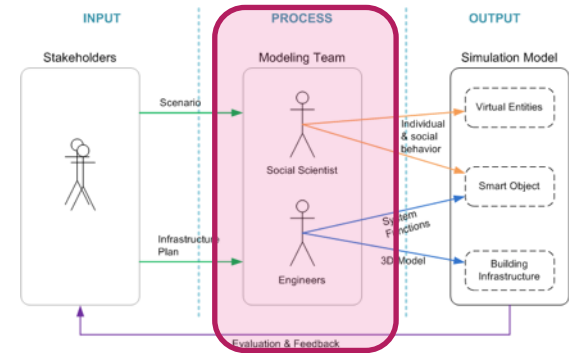 INPUT
PROCESS
OUTPUT
Stakeholders
Modeling Team
Simulation Model
Scenario
Social Scientist
Individual
& social
behavior
Virtual Entities
Smart Object
Infrastructure
Plan
Engineers
System
Functions
3D Model
Building
Infrastructure
Evaluation & Feedback